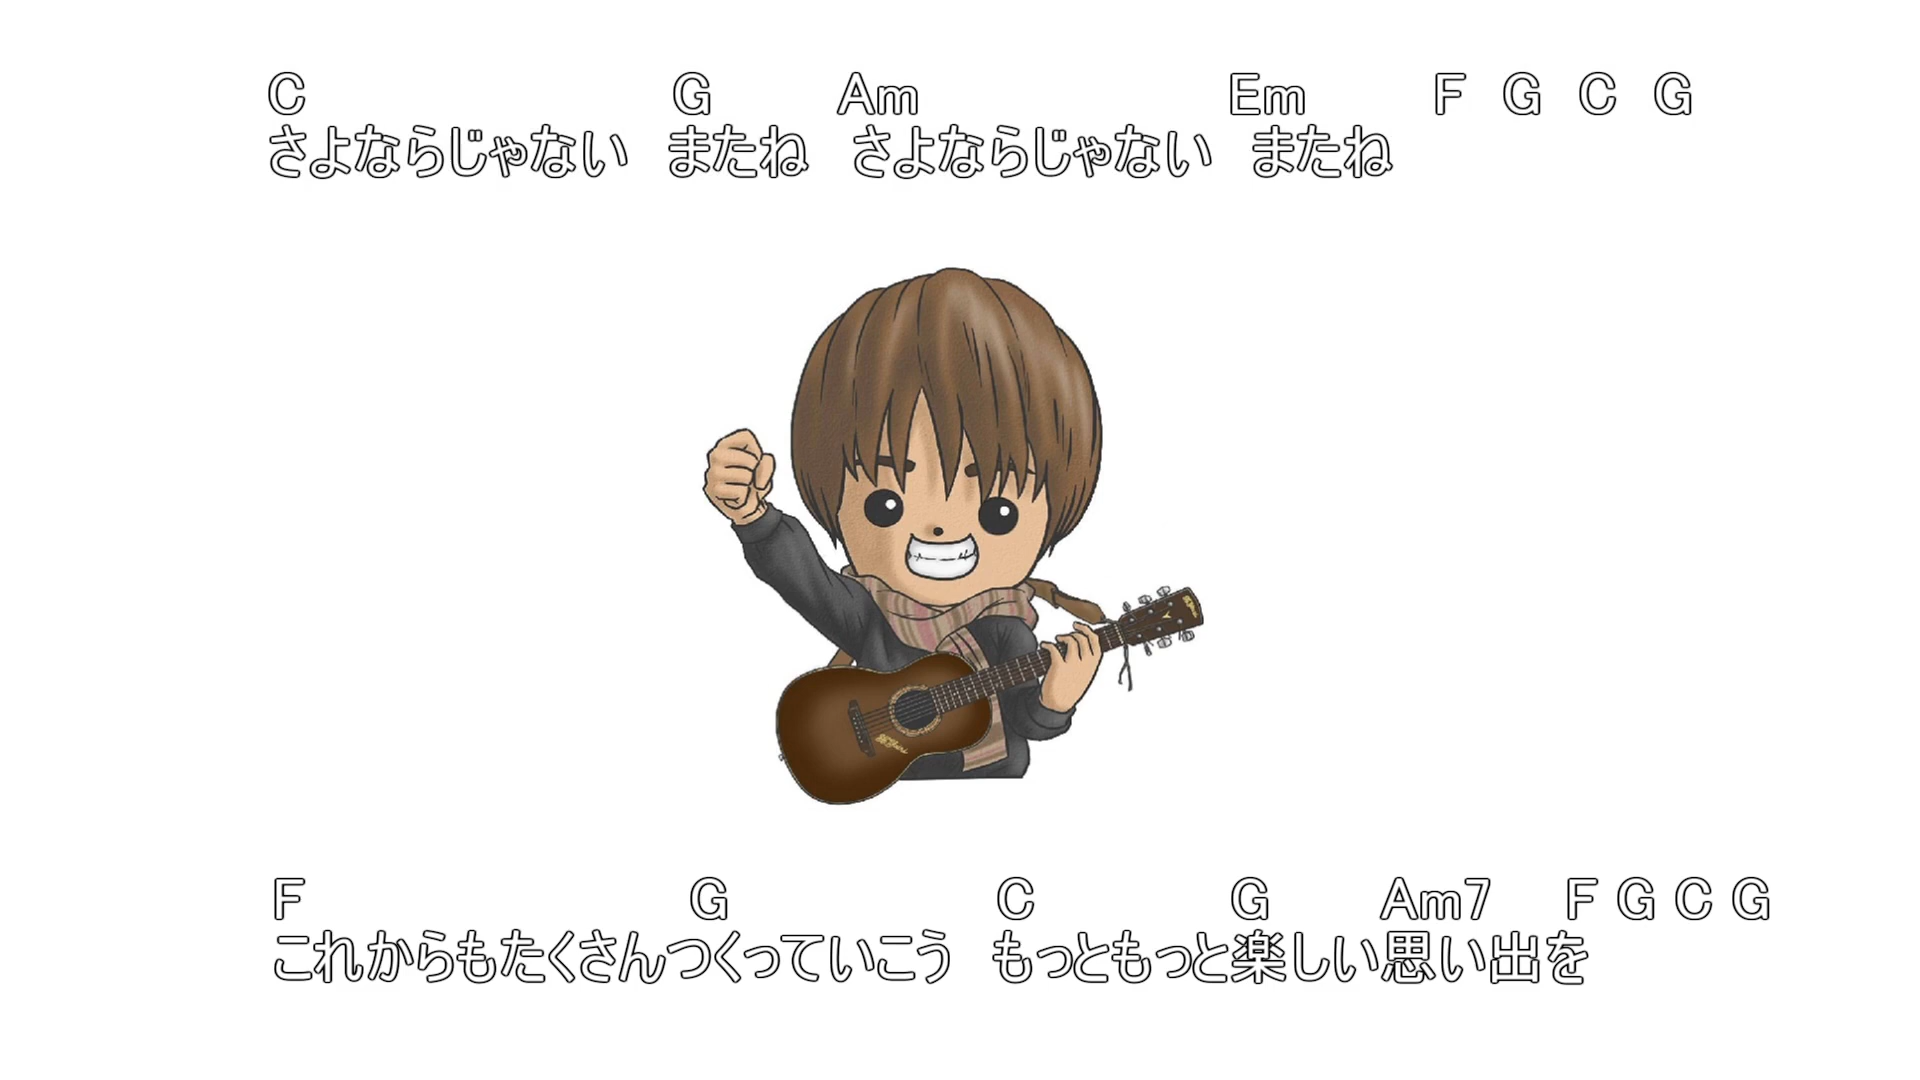 C G Am Em F G C G
さよならじゃない またね さよならじゃない またね
F G C G Am7 F G C G
これからもたくさんつくっていこう もっともっと楽しい思い出を